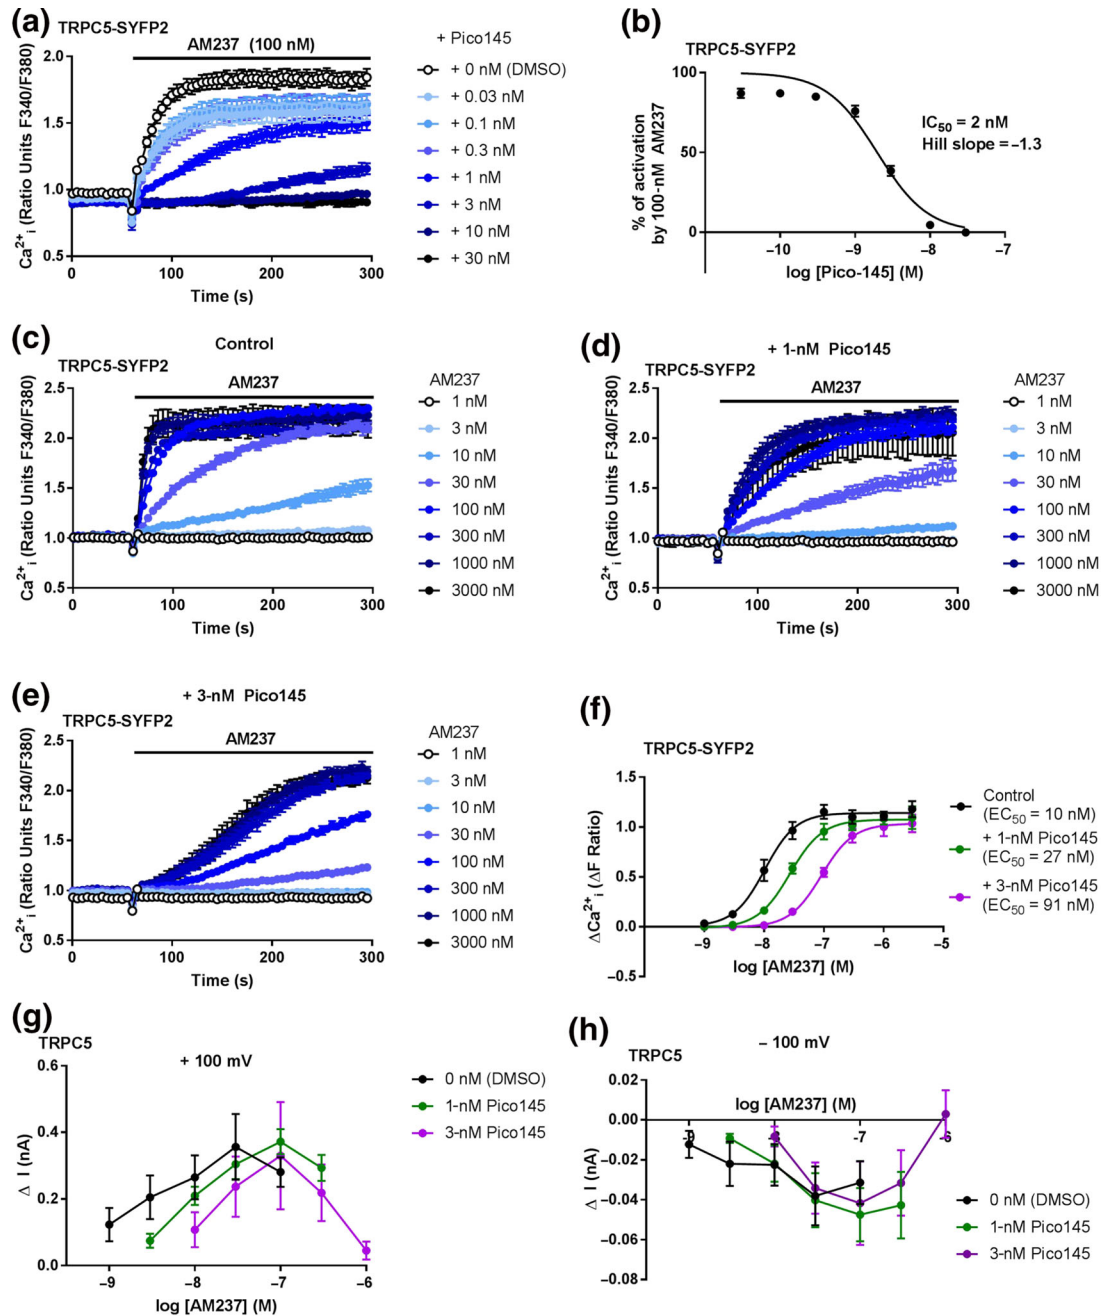 (a)
TRPC5-SYFP2
AM237 (100 nM)
Ca²⁺ᵢ (Ratio Units F340/F380)
2.0
1.5
1.0
0.5
0
100
200
300
Time (s)
+ Pico145
+ 0 nM (DMSO)
+ 0.03 nM
+ 0.1 nM
+ 0.3 nM
+ 1 nM
+ 3 nM
+ 10 nM
+ 30 nM
(b)
TRPC5-SYFP2
% of activation
by 100-nM AM237
100
50
0
IC₅₀ = 2 nM
Hill slope = –1.3
–10
–9
–8
–7
log [Pico-145] (M)
(c)
Control
TRPC5-SYFP2
AM237
Ca²⁺ᵢ (Ratio Units F340/F380)
2.5
2.0
1.5
1.0
0.5
0
100
200
300
Time (s)
AM237
1 nM
3 nM
10 nM
30 nM
100 nM
300 nM
1000 nM
3000 nM
(d)
+ 1-nM Pico145
TRPC5-SYFP2
AM237
Ca²⁺ᵢ (Ratio Units F340/F380)
2.5
2.0
1.5
1.0
0.5
0
100
200
300
Time (s)
AM237
1 nM
3 nM
10 nM
30 nM
100 nM
300 nM
1000 nM
3000 nM
(e)
+ 3-nM Pico145
TRPC5-SYFP2
AM237
Ca²⁺ᵢ (Ratio Units F340/F380)
2.5
2.0
1.5
1.0
0.5
0
100
200
300
Time (s)
AM237
1 nM
3 nM
10 nM
30 nM
100 nM
300 nM
1000 nM
3000 nM
(f)
TRPC5-SYFP2
ΔCa²⁺ᵢ (ΔF Ratio)
1.5
1.0
0.5
0.0
–0.5
–9
–8
–7
–6
–5
log [AM237] (M)
Control
(EC₅₀ = 10 nM)
+ 1-nM Pico145
(EC₅₀ = 27 nM)
+ 3-nM Pico145
(EC₅₀ = 91 nM)
(g)
TRPC5
+ 100 mV
Δ I (nA)
0.6
0.4
0.2
0.0
–9
–8
–7
–6
log [AM237] (M)
0 nM (DMSO)
1-nM Pico145
3-nM Pico145
(h)
TRPC5
– 100 mV
Δ I (nA)
0.02
0.00
–0.02
–0.04
–0.06
–0.08
log [AM237] (M)
–9
–7
–6
0 nM (DMSO)
1-nM Pico145
3-nM Pico145